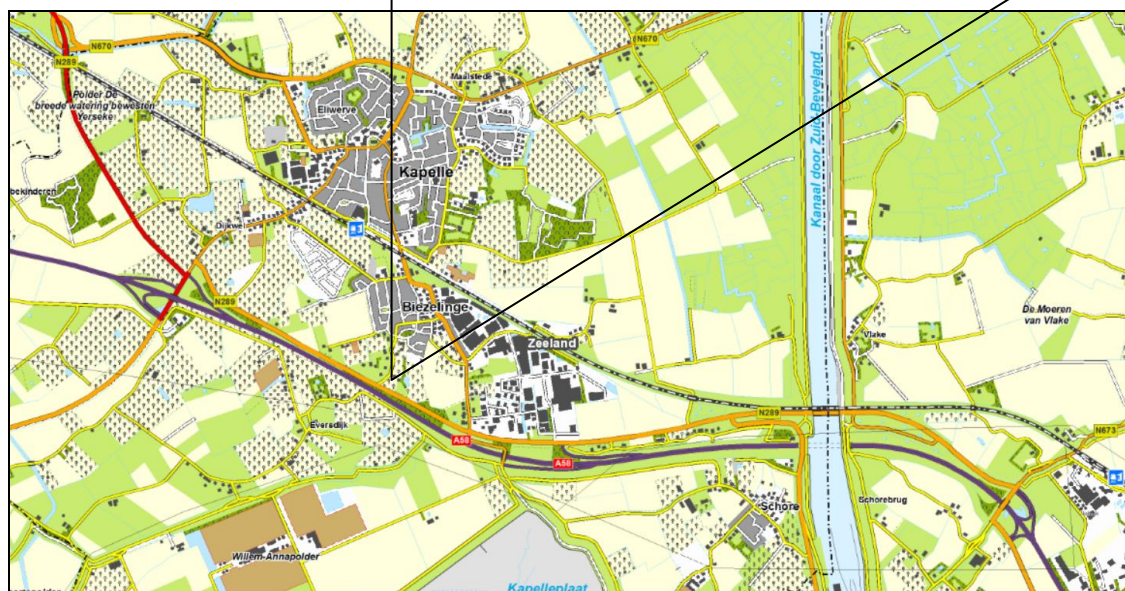 N670
N289
N670
Maalstede
Polder De
breede watering bewesten
Yerseke
Eliwerve
Kanaal door Zuid Beveland
Kapelle
Dijkwel
N289
Biezelinge
Zeeland
De Moeren
van Vlake
Vlake
Eversdijk
N289
N673
A58
A58
Schore
Schorebrug
Willem-Annapolder
Kapelleplaat